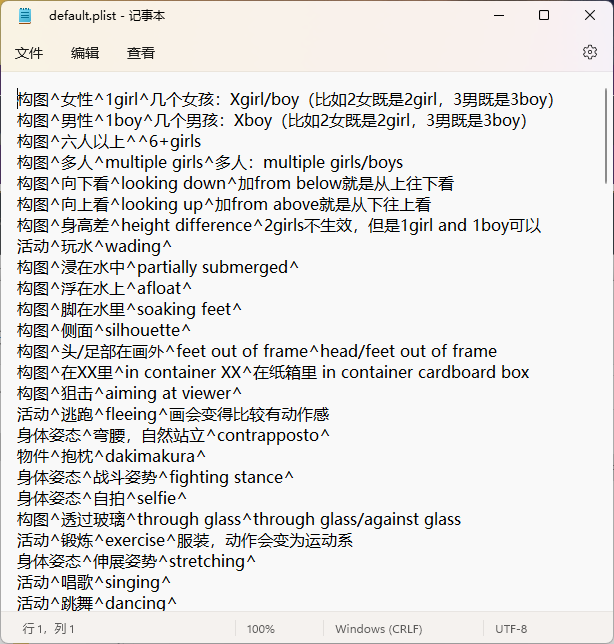 default.plist - 记事本
文件 编辑 查看
构图^女性^1girl^几个女孩：Xgirl/boy（比如2女既是2girl，3男既是3boy）
构图^男性^1boy^几个男孩：Xboy（比如2女既是2girl，3男既是3boy）
构图^六人以上^^6+girls
构图^多人^multiple girls^多人：multiple girls/boys
构图^向下看^looking down^加from below就是从上往下看
构图^向上看^looking up^加from above就是从下往上看
构图^身高差^height difference^2girls不生效，但是1girl and 1boy可以
活动^玩水^wading^
构图^浸在水中^partially submerged^
构图^浮在水上^afloat^
构图^脚在水里^soaking feet^
构图^侧面^silhouette^
构图^头/足部在画外^feet out of frame^head/feet out of frame
构图^在XX里^in container XX^在纸箱里 in container cardboard box
构图^狙击^aiming at viewer^
活动^逃跑^fleeing^画会变得比较有动作感
身体姿态^弯腰，自然站立^contrapposto^
物件^抱枕^dakimakura^
身体姿态^战斗姿势^fighting stance^
身体姿态^自拍^selfie^
构图^透过玻璃^through glass^through glass/against glass
活动^锻炼^exercise^服装，动作会变为运动系
身体姿态^伸展姿势^stretching^
活动^唱歌^singing^
活动^跳舞^dancing^
行 1，列 1 100% Windows (CRLF) UTF-8